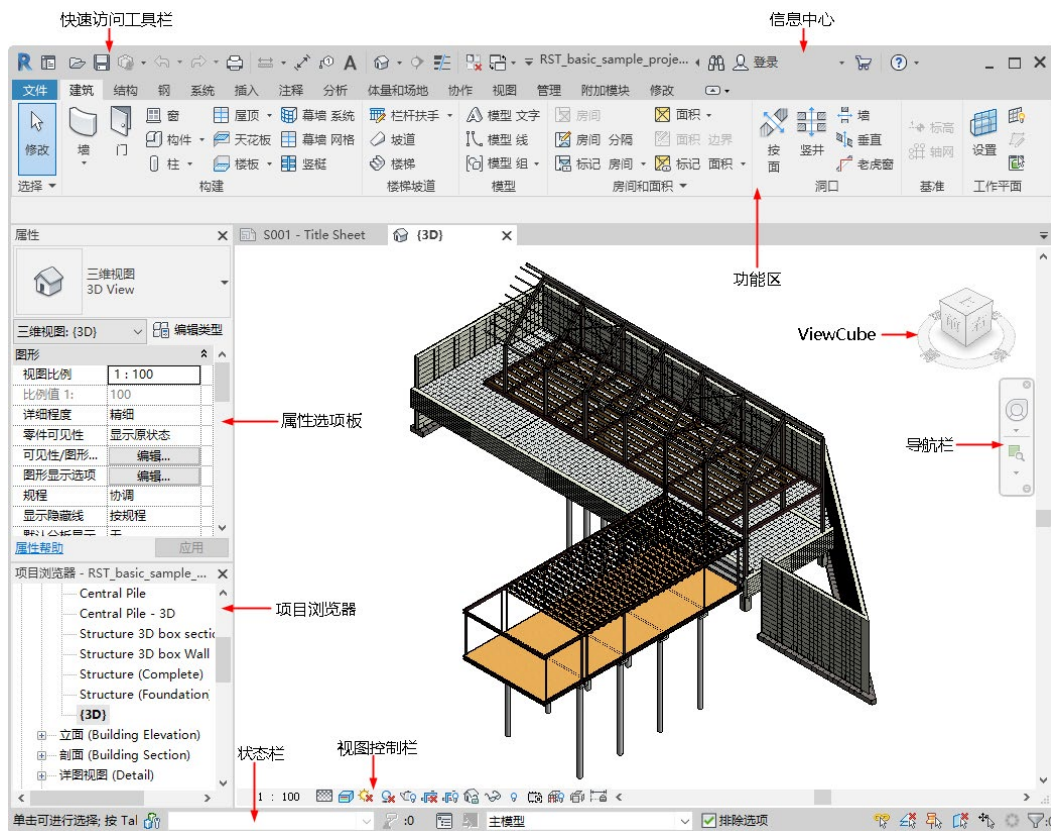 快速访问工具栏
信息中心
RST_basic_sample_proje...
登录
文件 建筑 结构 钢 系统 插入 注释 分析 体量和场地 协作 视图 管理 附加模块 修改
修改
墙
门
窗
构件
柱
屋顶
天花板
楼板
幕墙 系统
幕墙 网格
竖梃
栏杆扶手
坡道
楼梯
模型 文字
模型 线
模型 组
房间
房间 分隔
标记 房间
面积
面积 边界
标记 面积
按面
竖井
墙
垂直
老虎窗
标高
轴网
设置
选择 构建 楼梯坡道 模型 房间和面积 洞口 基准 工作平面
属性
S001 - Title Sheet
{3D}
功能区
三维视图
3D View
ViewCube
前 右
三维视图: {3D}
编辑类型
图形
视图比例 1 : 100
比例值 1: 100
详细程度 精细
零件可见性 显示原状态
可见性/图形... 编辑...
图形显示选项 编辑...
规程 协调
显示隐藏线 按规程
属性选项板
导航栏
属性帮助
应用
项目浏览器 - RST_basic_sample_...
Central Pile
Central Pile - 3D
项目浏览器
Structure 3D box sectio
Structure 3D box Wall
Structure (Complete)
Structure (Foundation
{3D}
立面 (Building Elevation)
剖面 (Building Section)
详图视图 (Detail)
状态栏
视图控制栏
1 : 100
单击可进行选择; 按 Tal
:0
主模型
排除选项